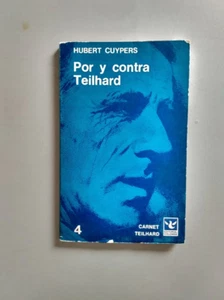 HUBERT CUYPERS
Por y contra
Teilhard
4
CARNET
TEILHARD